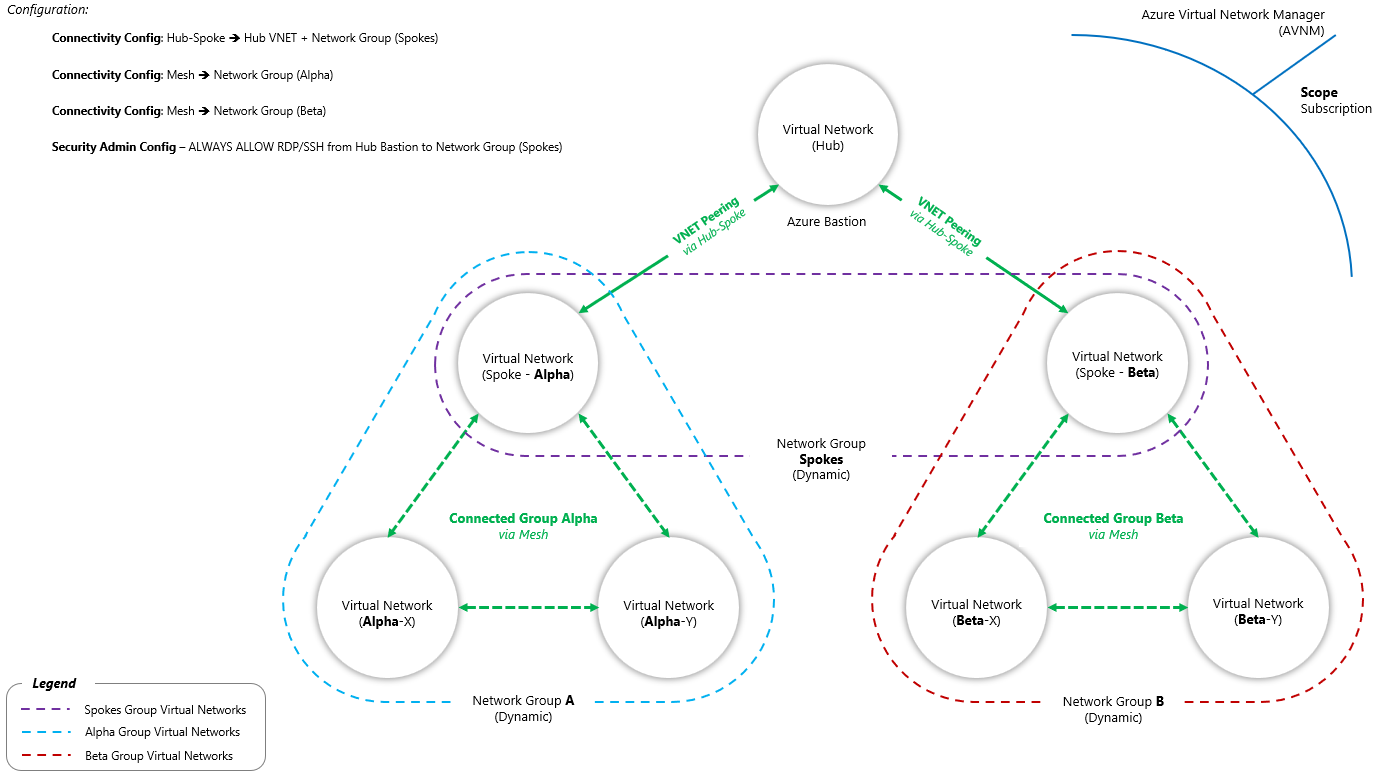 Configuration:
Connectivity Config: Hub-Spoke ➔ Hub VNET + Network Group (Spokes)
Connectivity Config: Mesh ➔ Network Group (Alpha)
Connectivity Config: Mesh ➔ Network Group (Beta)
Security Admin Config – ALWAYS ALLOW RDP/SSH from Hub Bastion to Network Group (Spokes)
Azure Virtual Network Manager
(AVNM)
Scope
Subscription
Virtual Network
(Hub)
Azure Bastion
VNET Peering
via Hub-Spoke
VNET Peering
via Hub-Spoke
Virtual Network
(Spoke - Alpha)
Virtual Network
(Spoke - Beta)
Network Group
Spokes
(Dynamic)
Connected Group Alpha
via Mesh
Connected Group Beta
via Mesh
Virtual Network
(Alpha-X)
Virtual Network
(Alpha-Y)
Virtual Network
(Beta-X)
Virtual Network
(Beta-Y)
Network Group A
(Dynamic)
Network Group B
(Dynamic)
Legend
Spokes Group Virtual Networks
Alpha Group Virtual Networks
Beta Group Virtual Networks